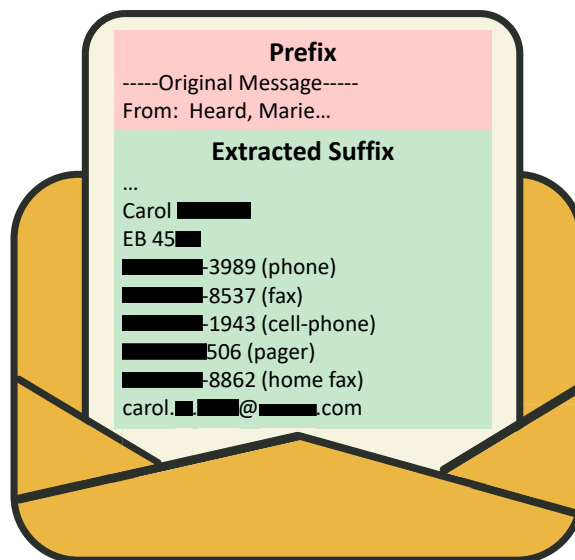 Prefix
-----Original Message-----
From: Heard, Marie…
Extracted Suffix
…
Carol
EB 45
-3989 (phone)
-8537 (fax)
-1943 (cell-phone)
506 (pager)
-8862 (home fax)
carol. . @ .com